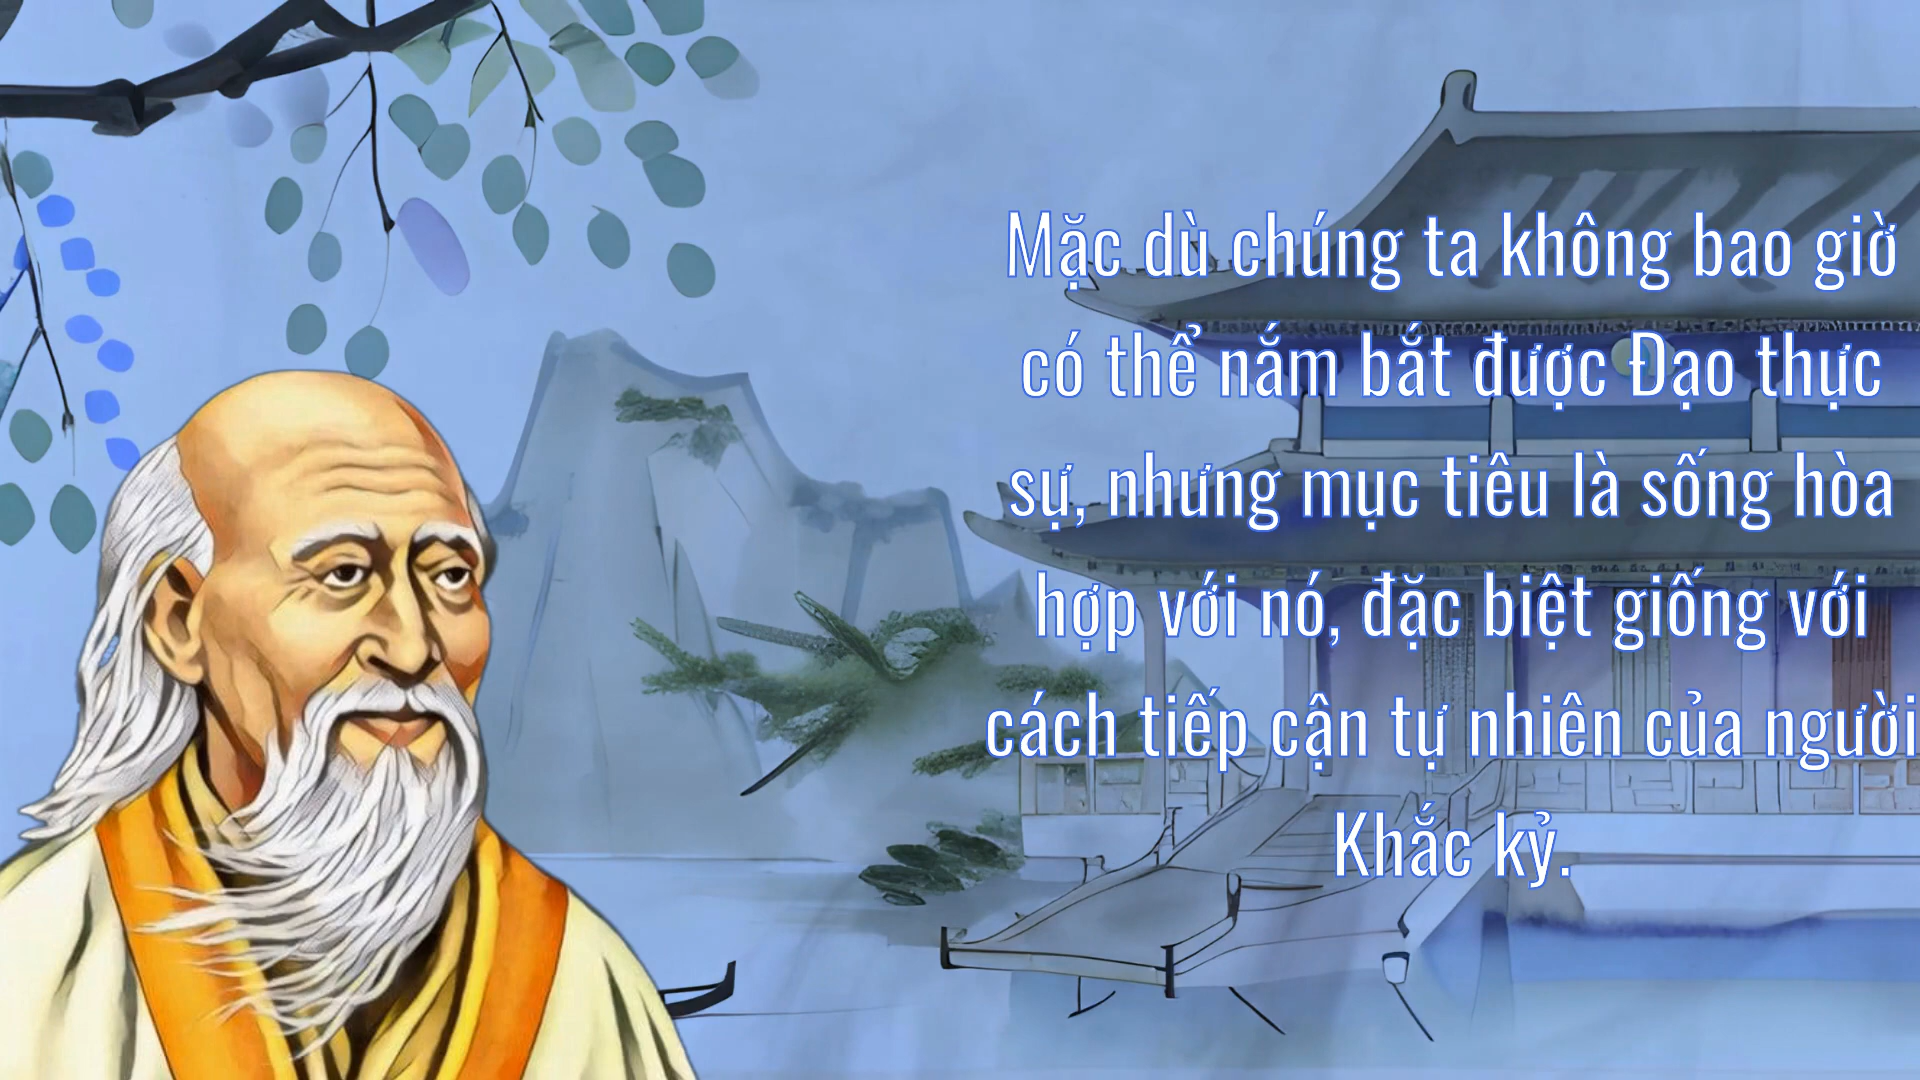 Mặc dù chúng ta không bao giờ
có thể nắm bắt được Đạo thực
sự, nhưng mục tiêu là sống hòa
hợp với nó, đặc biệt giống với
cách tiếp cận tự nhiên của người
Khắc kỷ.